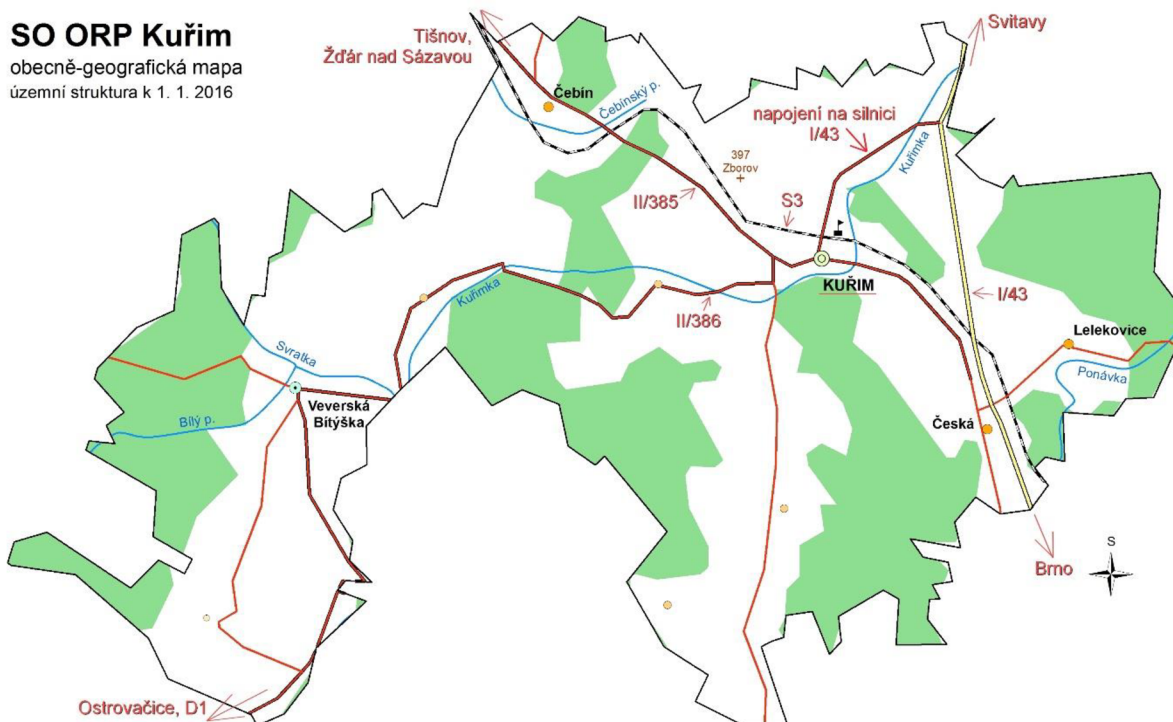 SO ORP Kuřim
obecně-geografická mapa
územní struktura k 1. 1. 2016
Tišnov,
Žďár nad Sázavou
Svitavy
Čebín
Čebínský p.
napojení na silnici
I/43
Kuřimka
397
Zborov
II/385
S3
KUŘIM
I/43
Kuřimka
II/386
Lelekovice
Ponávka
Svratka
Veverská
Bítýška
Bílý p.
Česká
S
Brno
Ostrovačice, D1